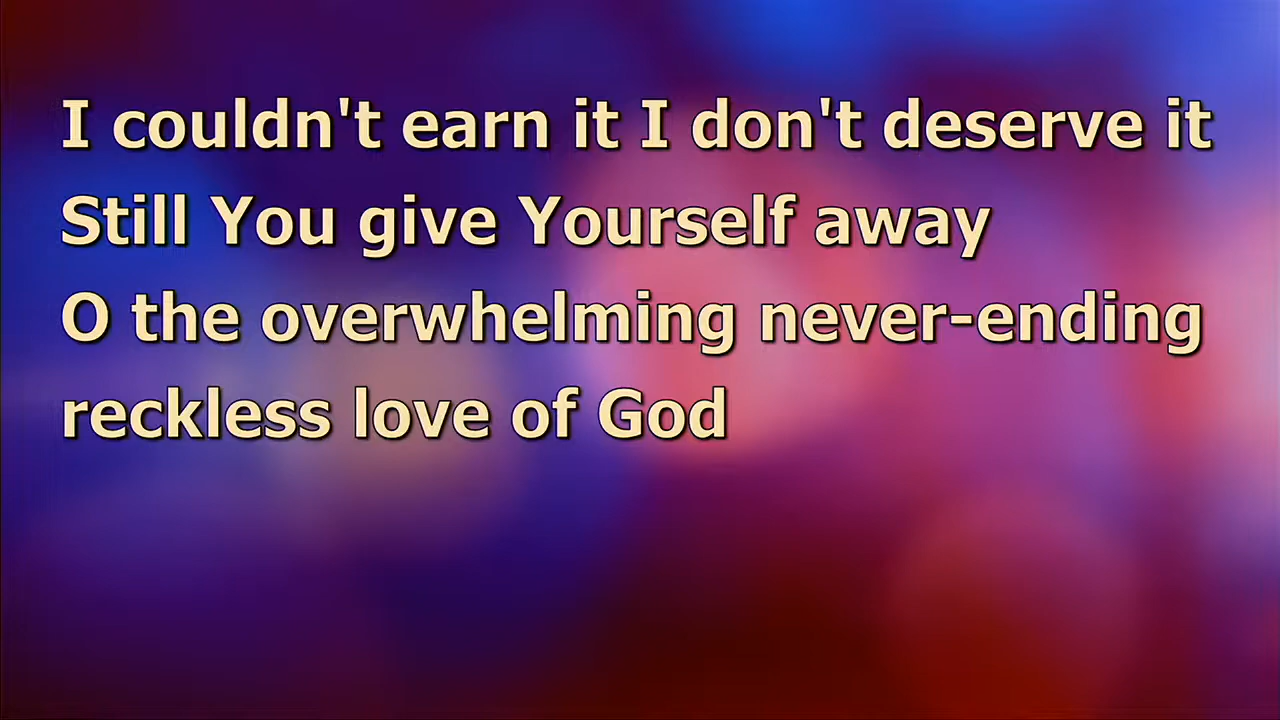 I couldn't earn it I don't deserve it
Still You give Yourself away
O the overwhelming never-ending
reckless love of God